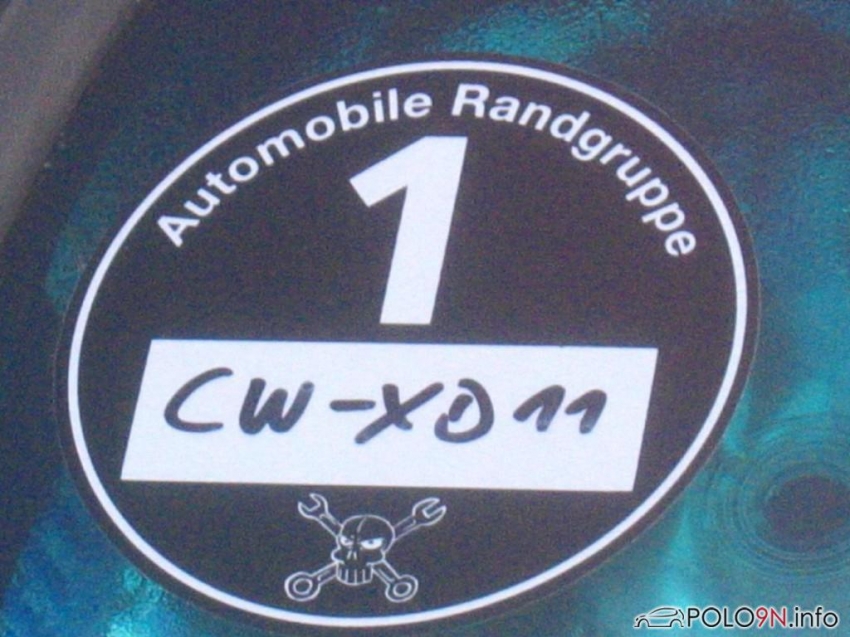 Automobile Randgruppe
1
CW-XD11
POLO9N.info